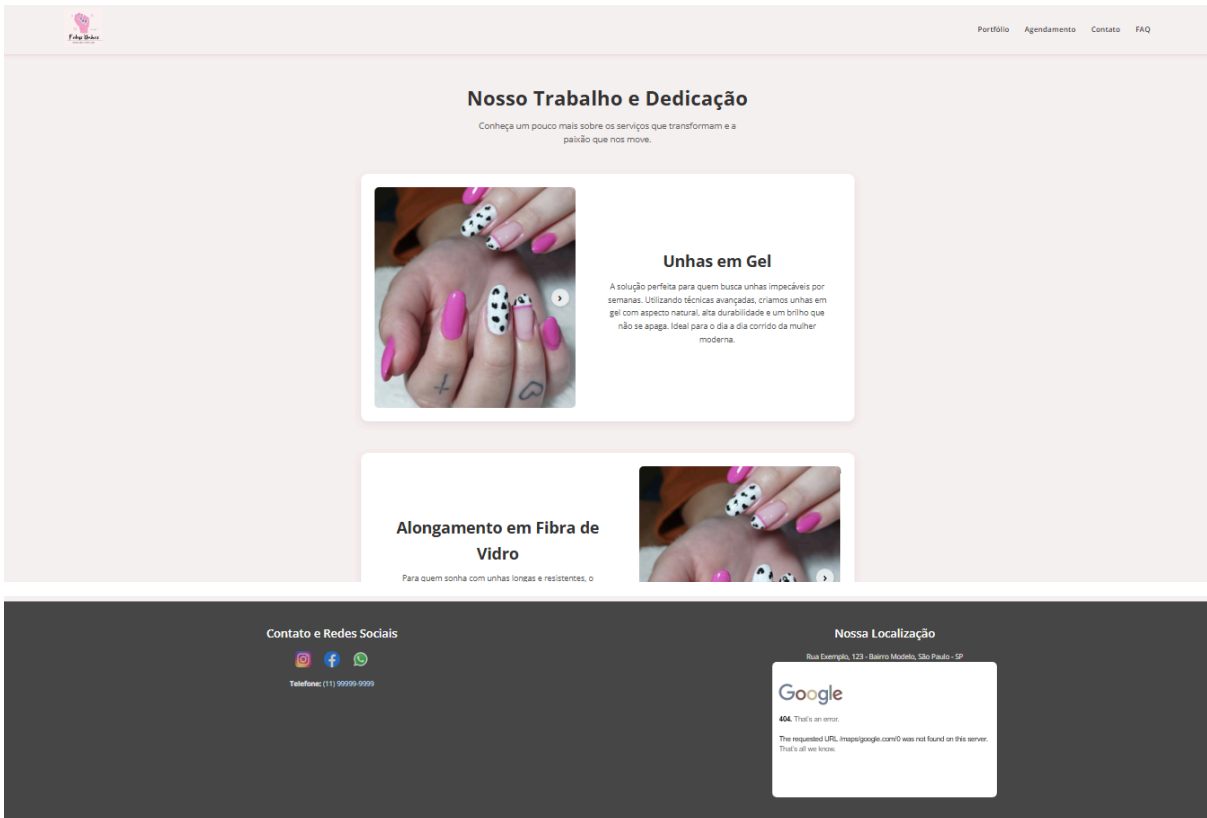 Portfólio Agendamento Contato FAQ
Nosso Trabalho e Dedicação
Conheça um pouco mais sobre os serviços que transformam e a
paixão que nos move.
Unhas em Gel
A solução perfeita para quem busca unhas impecáveis por
semanas. Utilizando técnicas avançadas, criamos unhas em
gel com aspecto natural, alta durabilidade e um brilho que
não se apaga. Ideal para o dia a dia corrido da mulher
moderna.
Alongamento em Fibra de
Vidro
Para quem sonha com unhas longas e resistentes, o
Contato e Redes Sociais
Telefone: (11) 99999-9999
Nossa Localização
Rua Exemplo, 123 - Bairro Modelo, São Paulo - SP
Google
404. That's an error.
The requested URL /maps/google.com/0 was not found on this server.
That's all we know.